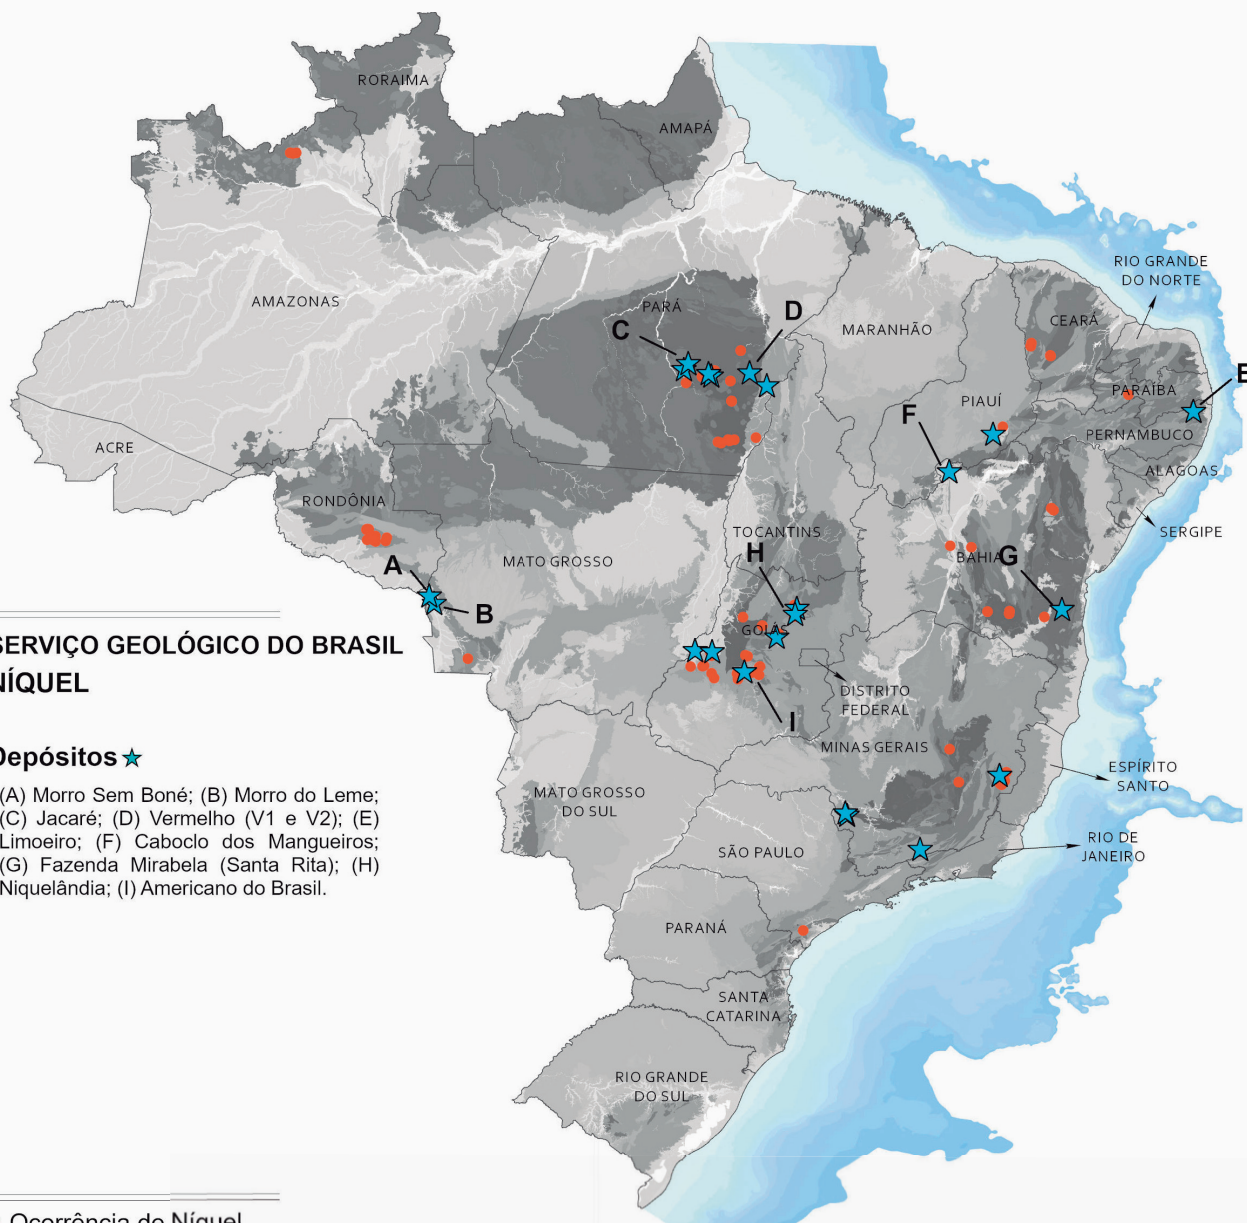 RORAIMA
AMAPÁ
AMAZONAS
PARÁ
MARANHÃO
RIO GRANDE
DO NORTE
CEARÁ
C
D
PARAÍBA
E
PIAUÍ
F
PERNAMBUCO
ACRE
ALAGOAS
RONDÔNIA
TOCANTINS
SERGIPE
MATO GROSSO
H
BAHIA
G
A
B
GOIÁS
SERVIÇO GEOLÓGICO DO BRASIL
NÍQUEL
DISTRITO
FEDERAL
I
MINAS GERAIS
Depósitos
(A) Morro Sem Boné; (B) Morro do Leme;
(C) Jacaré; (D) Vermelho (V1 e V2); (E)
Limoeiro; (F) Caboclo dos Mangueiros;
(G) Fazenda Mirabela (Santa Rita); (H)
Niquelândia; (I) Americano do Brasil.
ESPÍRITO
SANTO
MATO GROSSO
DO SUL
RIO DE
JANEIRO
SÃO PAULO
PARANÁ
SANTA
CATARINA
RIO GRANDE
DO SUL
Ocorrência de Níquel